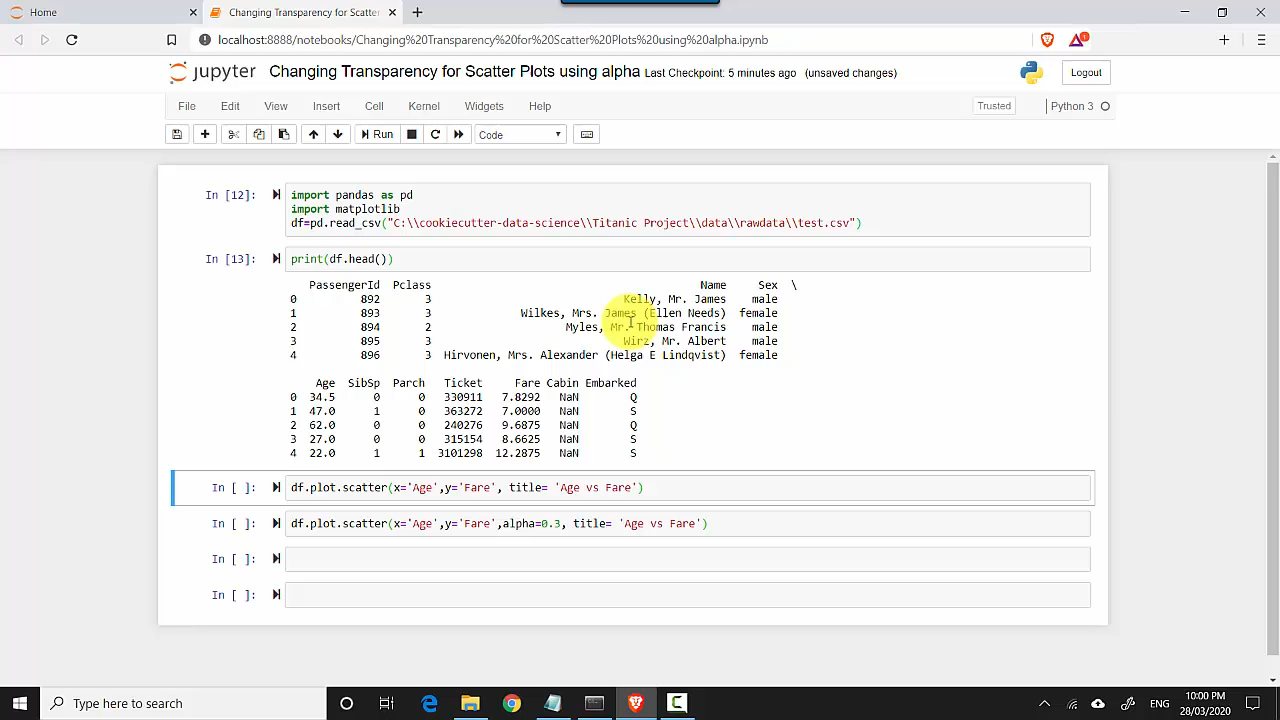 Home
Changing Transparency for Scatter
localhost:8888/notebooks/Changing%20Transparency%20for%20Scatter%20Plots%20using%20alpha.ipynb
1
jupyter Changing Transparency for Scatter Plots using alpha Last Checkpoint: 5 minutes ago (unsaved changes)
Logout
File Edit View Insert Cell Kernel Widgets Help
Trusted
Python 3
Run
Code
In [12]:
import pandas as pd
import matplotlib
df=pd.read_csv("C:\\cookiecutter-data-science\\Titanic Project\\data\\rawdata\\test.csv")
In [13]: print(df.head())
PassengerId Pclass Name Sex \
0 892 3 Kelly, Mr. James male
1 893 3 Wilkes, Mrs. James (Ellen Needs) female
2 894 2 Myles, Mr. Thomas Francis male
3 895 3 Wirz, Mr. Albert male
4 896 3 Hirvonen, Mrs. Alexander (Helga E Lindqvist) female
Age SibSp Parch Ticket Fare Cabin Embarked
0 34.5 0 0 330911 7.8292 NaN Q
1 47.0 1 0 363272 7.0000 NaN S
2 62.0 0 0 240276 9.6875 NaN Q
3 27.0 0 0 315154 8.6625 NaN S
4 22.0 1 1 3101298 12.2875 NaN S
In [ ]: df.plot.scatter(x='Age',y='Fare', title= 'Age vs Fare')
In [ ]: df.plot.scatter(x='Age',y='Fare',alpha=0.3, title= 'Age vs Fare')
In [ ]:
In [ ]:
Type here to search
ENG
10:00 PM
28/03/2020